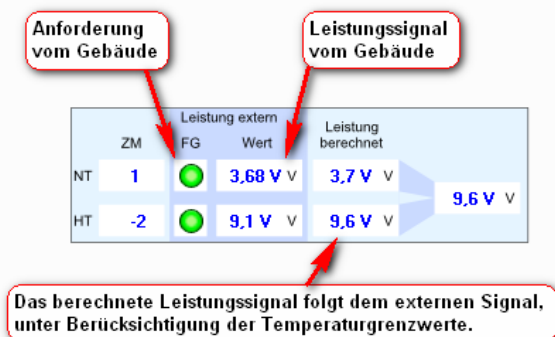 Anforderung
vom Gebäude
Leistungssignal
vom Gebäude
Leistung extern
Leistung
berechnet
ZM FG Wert
NT 1 3,68 V V 3,7 V V
9,6 V V
HT -2 9,1 V V 9,6 V V
Das berechnete Leistungssignal folgt dem externen Signal,
unter Berücksichtigung der Temperaturgrenzwerte.